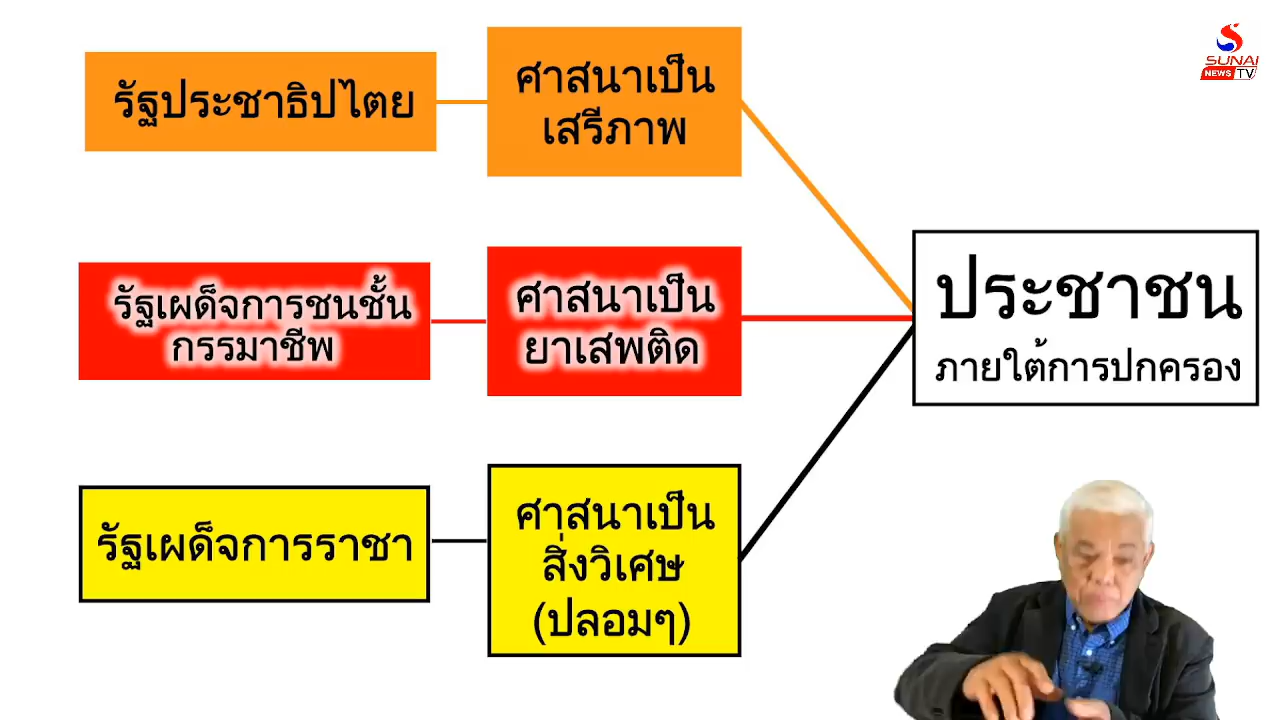 SUNAI
NEWS TV
รัฐประชาธิปไตย
ศาสนาเป็น
เสรีภาพ
รัฐเผด็จการชนชั้น
กรรมาชีพ
ศาสนาเป็น
ยาเสพติด
ประชาชน
ภายใต้การปกครอง
รัฐเผด็จการราชา
ศาสนาเป็น
สิ่งวิเศษ
(ปลอมๆ)